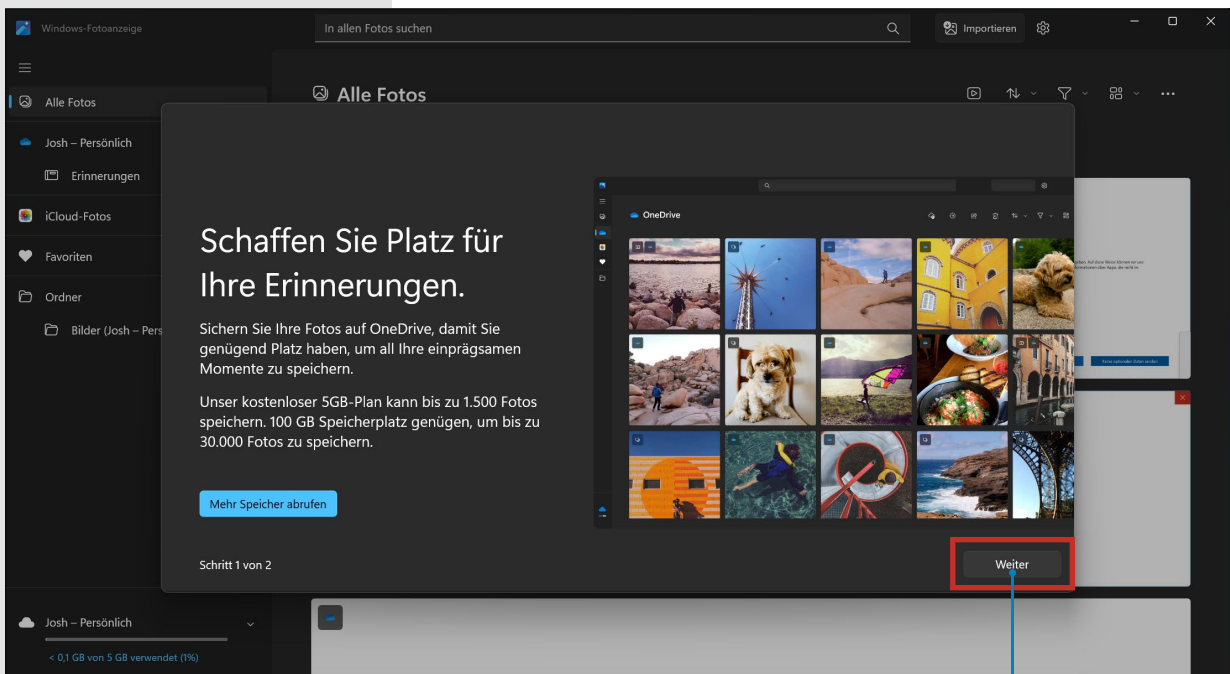 Windows-Fotoanzeige
In allen Fotos suchen
Importieren
Alle Fotos
Josh – Persönlich
Erinnerungen
iCloud-Fotos
Favoriten
Ordner
Bilder (Josh – Pers
Alle Fotos
Schaffen Sie Platz für
Ihre Erinnerungen.
Sichern Sie Ihre Fotos auf OneDrive, damit Sie
genügend Platz haben, um all Ihre einprägsamen
Momente zu speichern.
Unser kostenloser 5GB-Plan kann bis zu 1.500 Fotos
speichern. 100 GB Speicherplatz genügen, um bis zu
30.000 Fotos zu speichern.
Mehr Speicher abrufen
Schritt 1 von 2
OneDrive
Weiter
Josh – Persönlich
< 0,1 GB von 5 GB verwendet (1%)